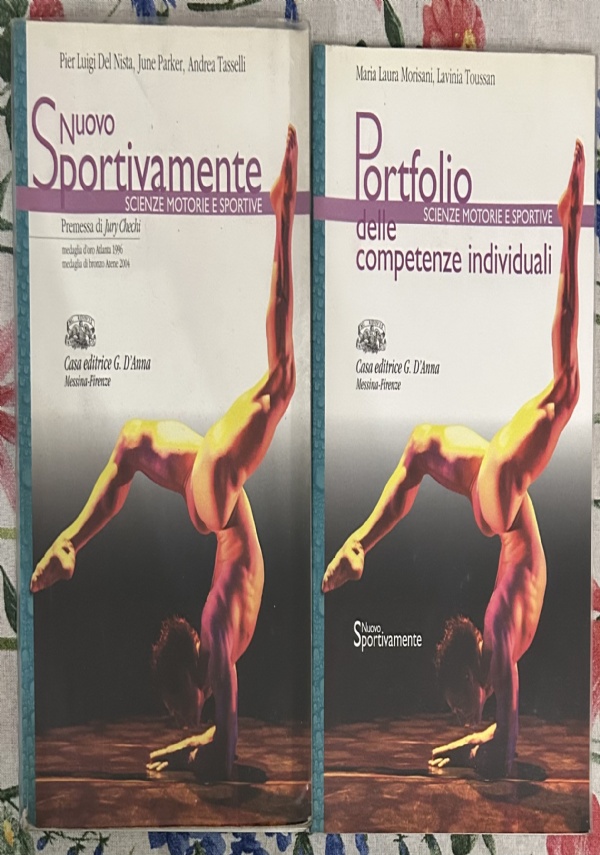 Pier Luigi Del Nista, June Parker, Andrea Tasselli
Nuovo
Sportivamente
SCIENZE MOTORIE E SPORTIVE
Premessa di Jury Chechi
medaglia d'oro Atlanta 1996
medaglia di bronzo Atene 2004
Casa editrice G. D'Anna
Messina-Firenze
Maria Laura Morisani, Lavinia Toussan
Portfolio
SCIENZE MOTORIE E SPORTIVE
delle
competenze individuali
Casa editrice G. D'Anna
Messina-Firenze
Nuovo
Sportivamente